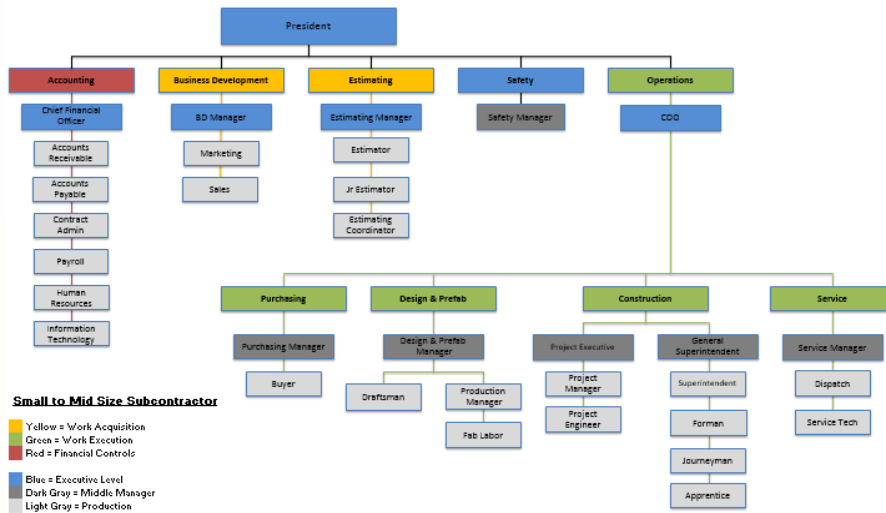 President
Accounting
Business Development
Estimating
Safety
Operations
Chief Financial
Officer
BD Manager
Estimating Manager
Safety Manager
COO
Accounts
Receivable
Marketing
Estimator
Accounts
Payable
Sales
Jr Estimator
Contract
Admin
Estimating
Coordinator
Payroll
Human
Resources
Information
Technology
Purchasing
Design & Prefab
Construction
Service
Purchasing Manager
Design & Prefab
Manager
Project Executive
General
Superintendent
Service Manager
Buyer
Draftsman
Production
Manager
Project
Manager
Superintendent
Dispatch
Fab Labor
Project
Engineer
Forman
Service Tech
Journeyman
Apprentice
Small to Mid Size Subcontractor
Yellow = Work Acquisition
Green = Work Execution
Red = Financial Controls
Blue = Executive Level
Dark Gray = Middle Manager
Light Gray = Production